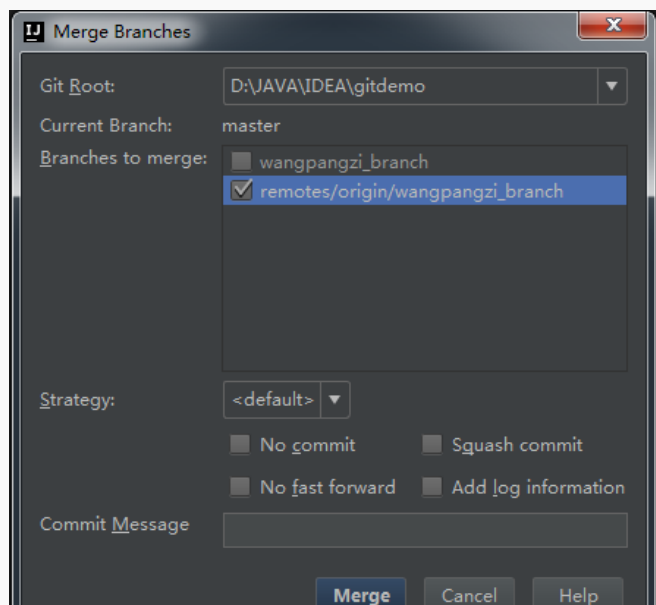 IJ Merge Branches
Git Root: D:\JAVA\IDEA\gitdemo
Current Branch: master
Branches to merge: wangpangzi_branch
remotes/origin/wangpangzi_branch
Strategy: <default>
No commit Squash commit
No fast forward Add log information
Commit Message
Merge Cancel Help